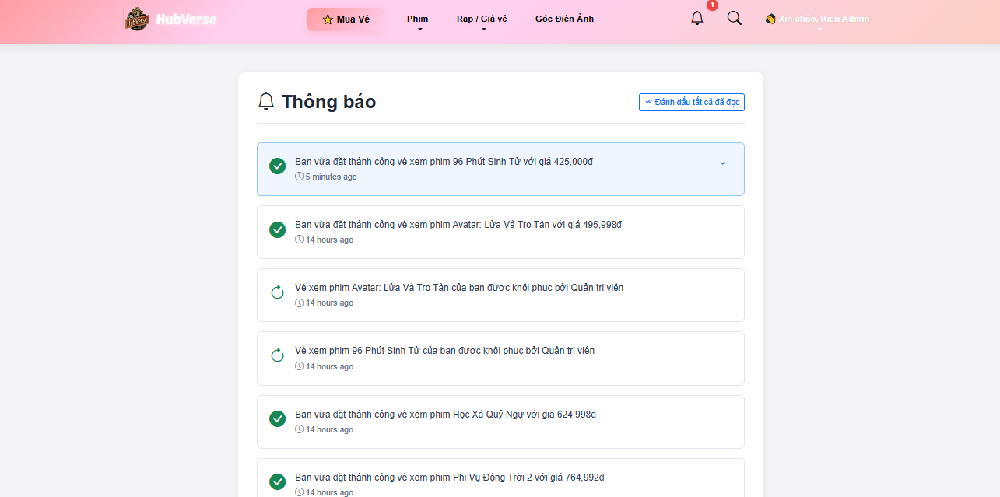 HubVerse
HubVerse
Mua Vé
Phim
Rạp / Giá vé
Góc Điện Ảnh
1
Xin chào, Hien Admin
Thông báo
Đánh dấu tất cả đã đọc
Bạn vừa đặt thành công vé xem phim 96 Phút Sinh Tử với giá 425,000đ
5 minutes ago
Bạn vừa đặt thành công vé xem phim Avatar: Lửa Và Tro Tàn với giá 495,998đ
14 hours ago
Vé xem phim Avatar: Lửa Và Tro Tàn của bạn được khôi phục bởi Quản trị viên
14 hours ago
Vé xem phim 96 Phút Sinh Tử của bạn được khôi phục bởi Quản trị viên
14 hours ago
Bạn vừa đặt thành công vé xem phim Học Xá Quỷ Ngự với giá 624,998đ
14 hours ago
Bạn vừa đặt thành công vé xem phim Phi Vụ Động Trời 2 với giá 764,992đ
14 hours ago